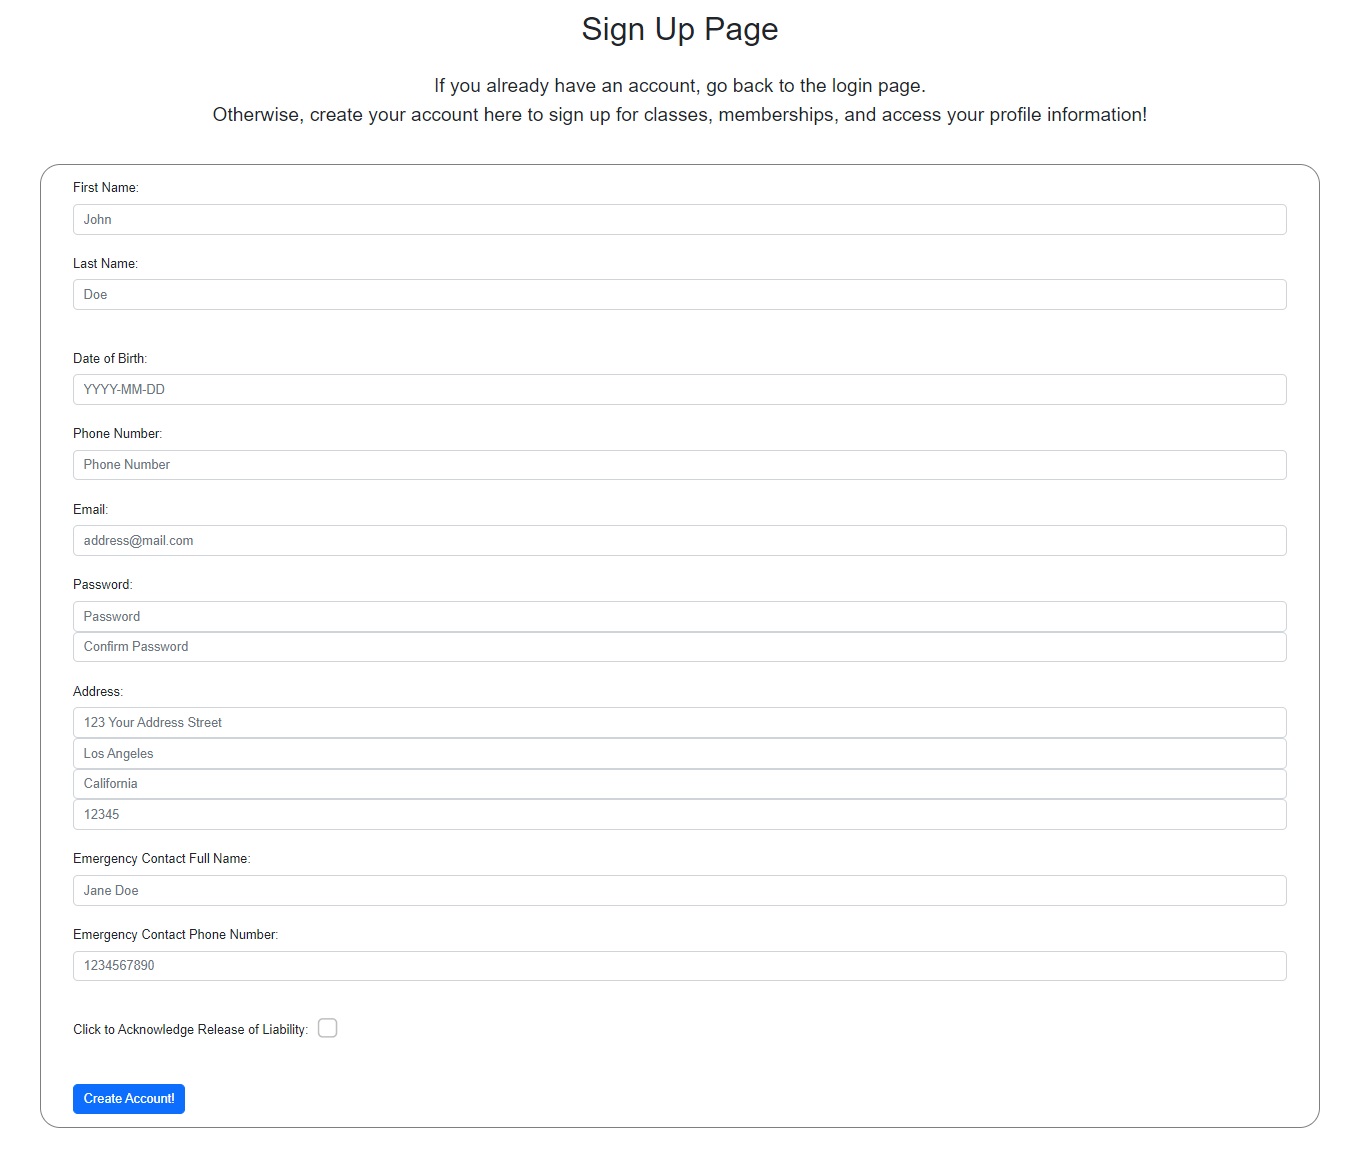 Sign Up Page
If you already have an account, go back to the login page.
Otherwise, create your account here to sign up for classes, memberships, and access your profile information!
First Name:
John
Last Name:
Doe
Date of Birth:
YYYY-MM-DD
Phone Number:
Phone Number
Email:
address@mail.com
Password:
Password
Confirm Password
Address:
123 Your Address Street
Los Angeles
California
12345
Emergency Contact Full Name:
Jane Doe
Emergency Contact Phone Number:
1234567890
Click to Acknowledge Release of Liability:
Create Account!